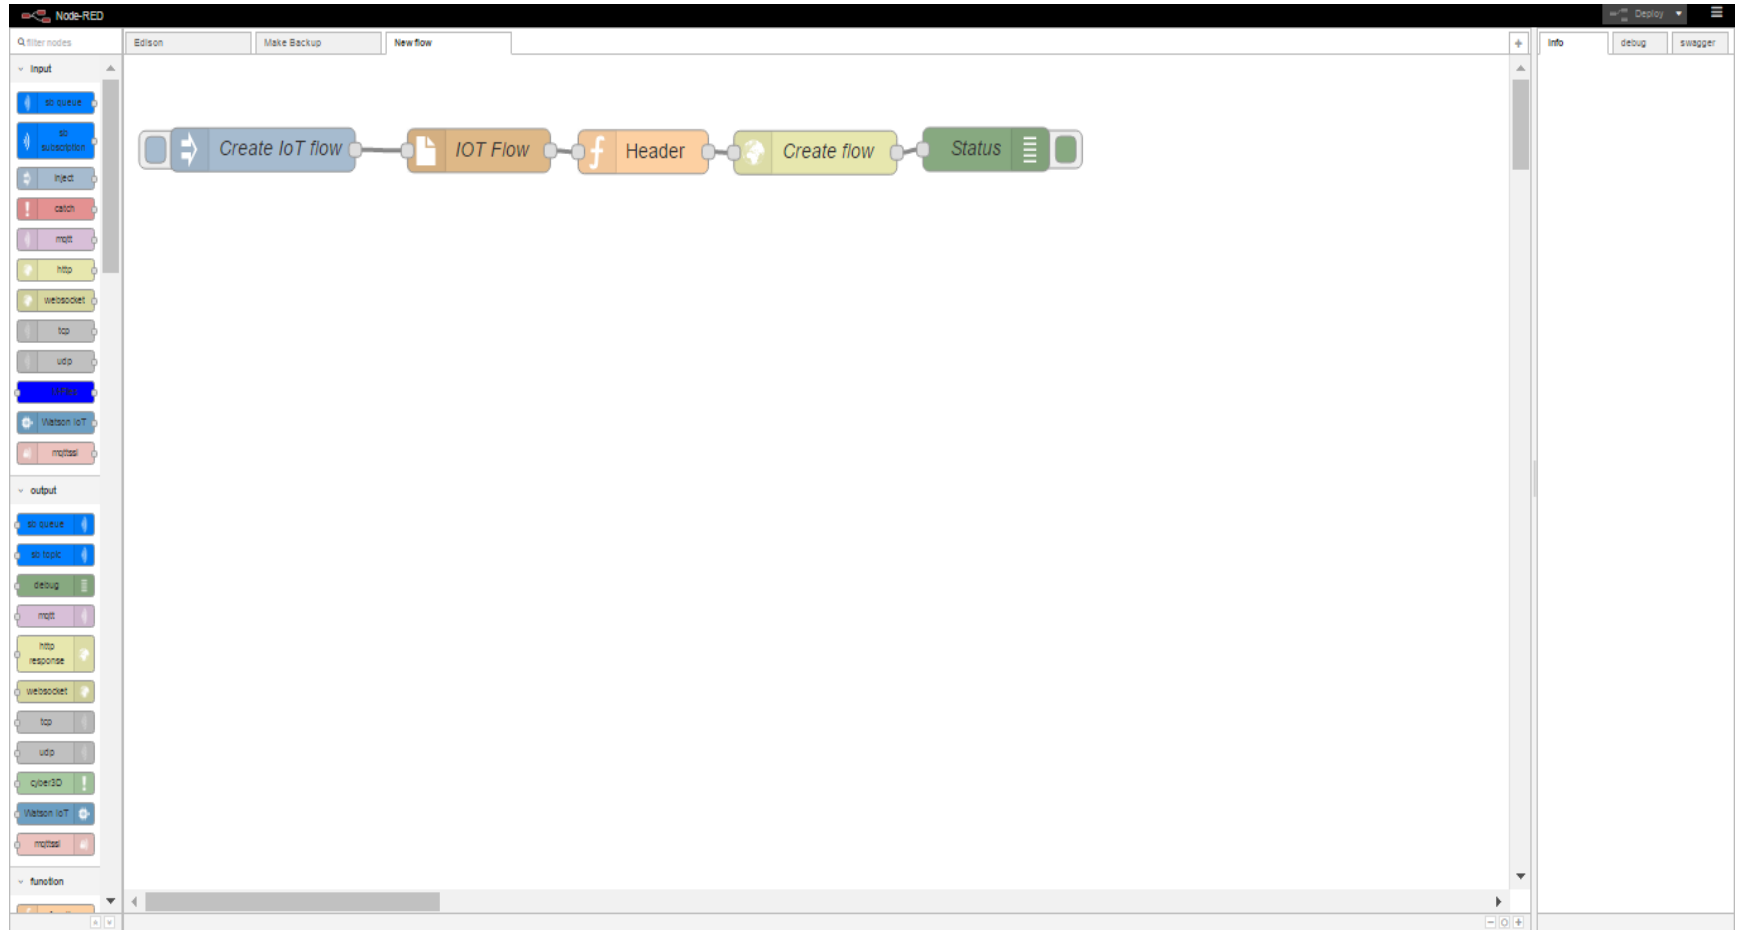 Node-RED
Deploy
filter nodes
Edison
Make Backup
New flow
info
debug
swagger
input
sb queue
sb
subscription
inject
catch
mqtt
http
websocket
tcp
udp
Watson IoT
mqttssl
output
sb queue
sb topic
debug
mqtt
http
response
websocket
tcp
udp
cyber3D
Watson IoT
mqttssl
function
Create IoT flow
IOT Flow
Header
Create flow
Status